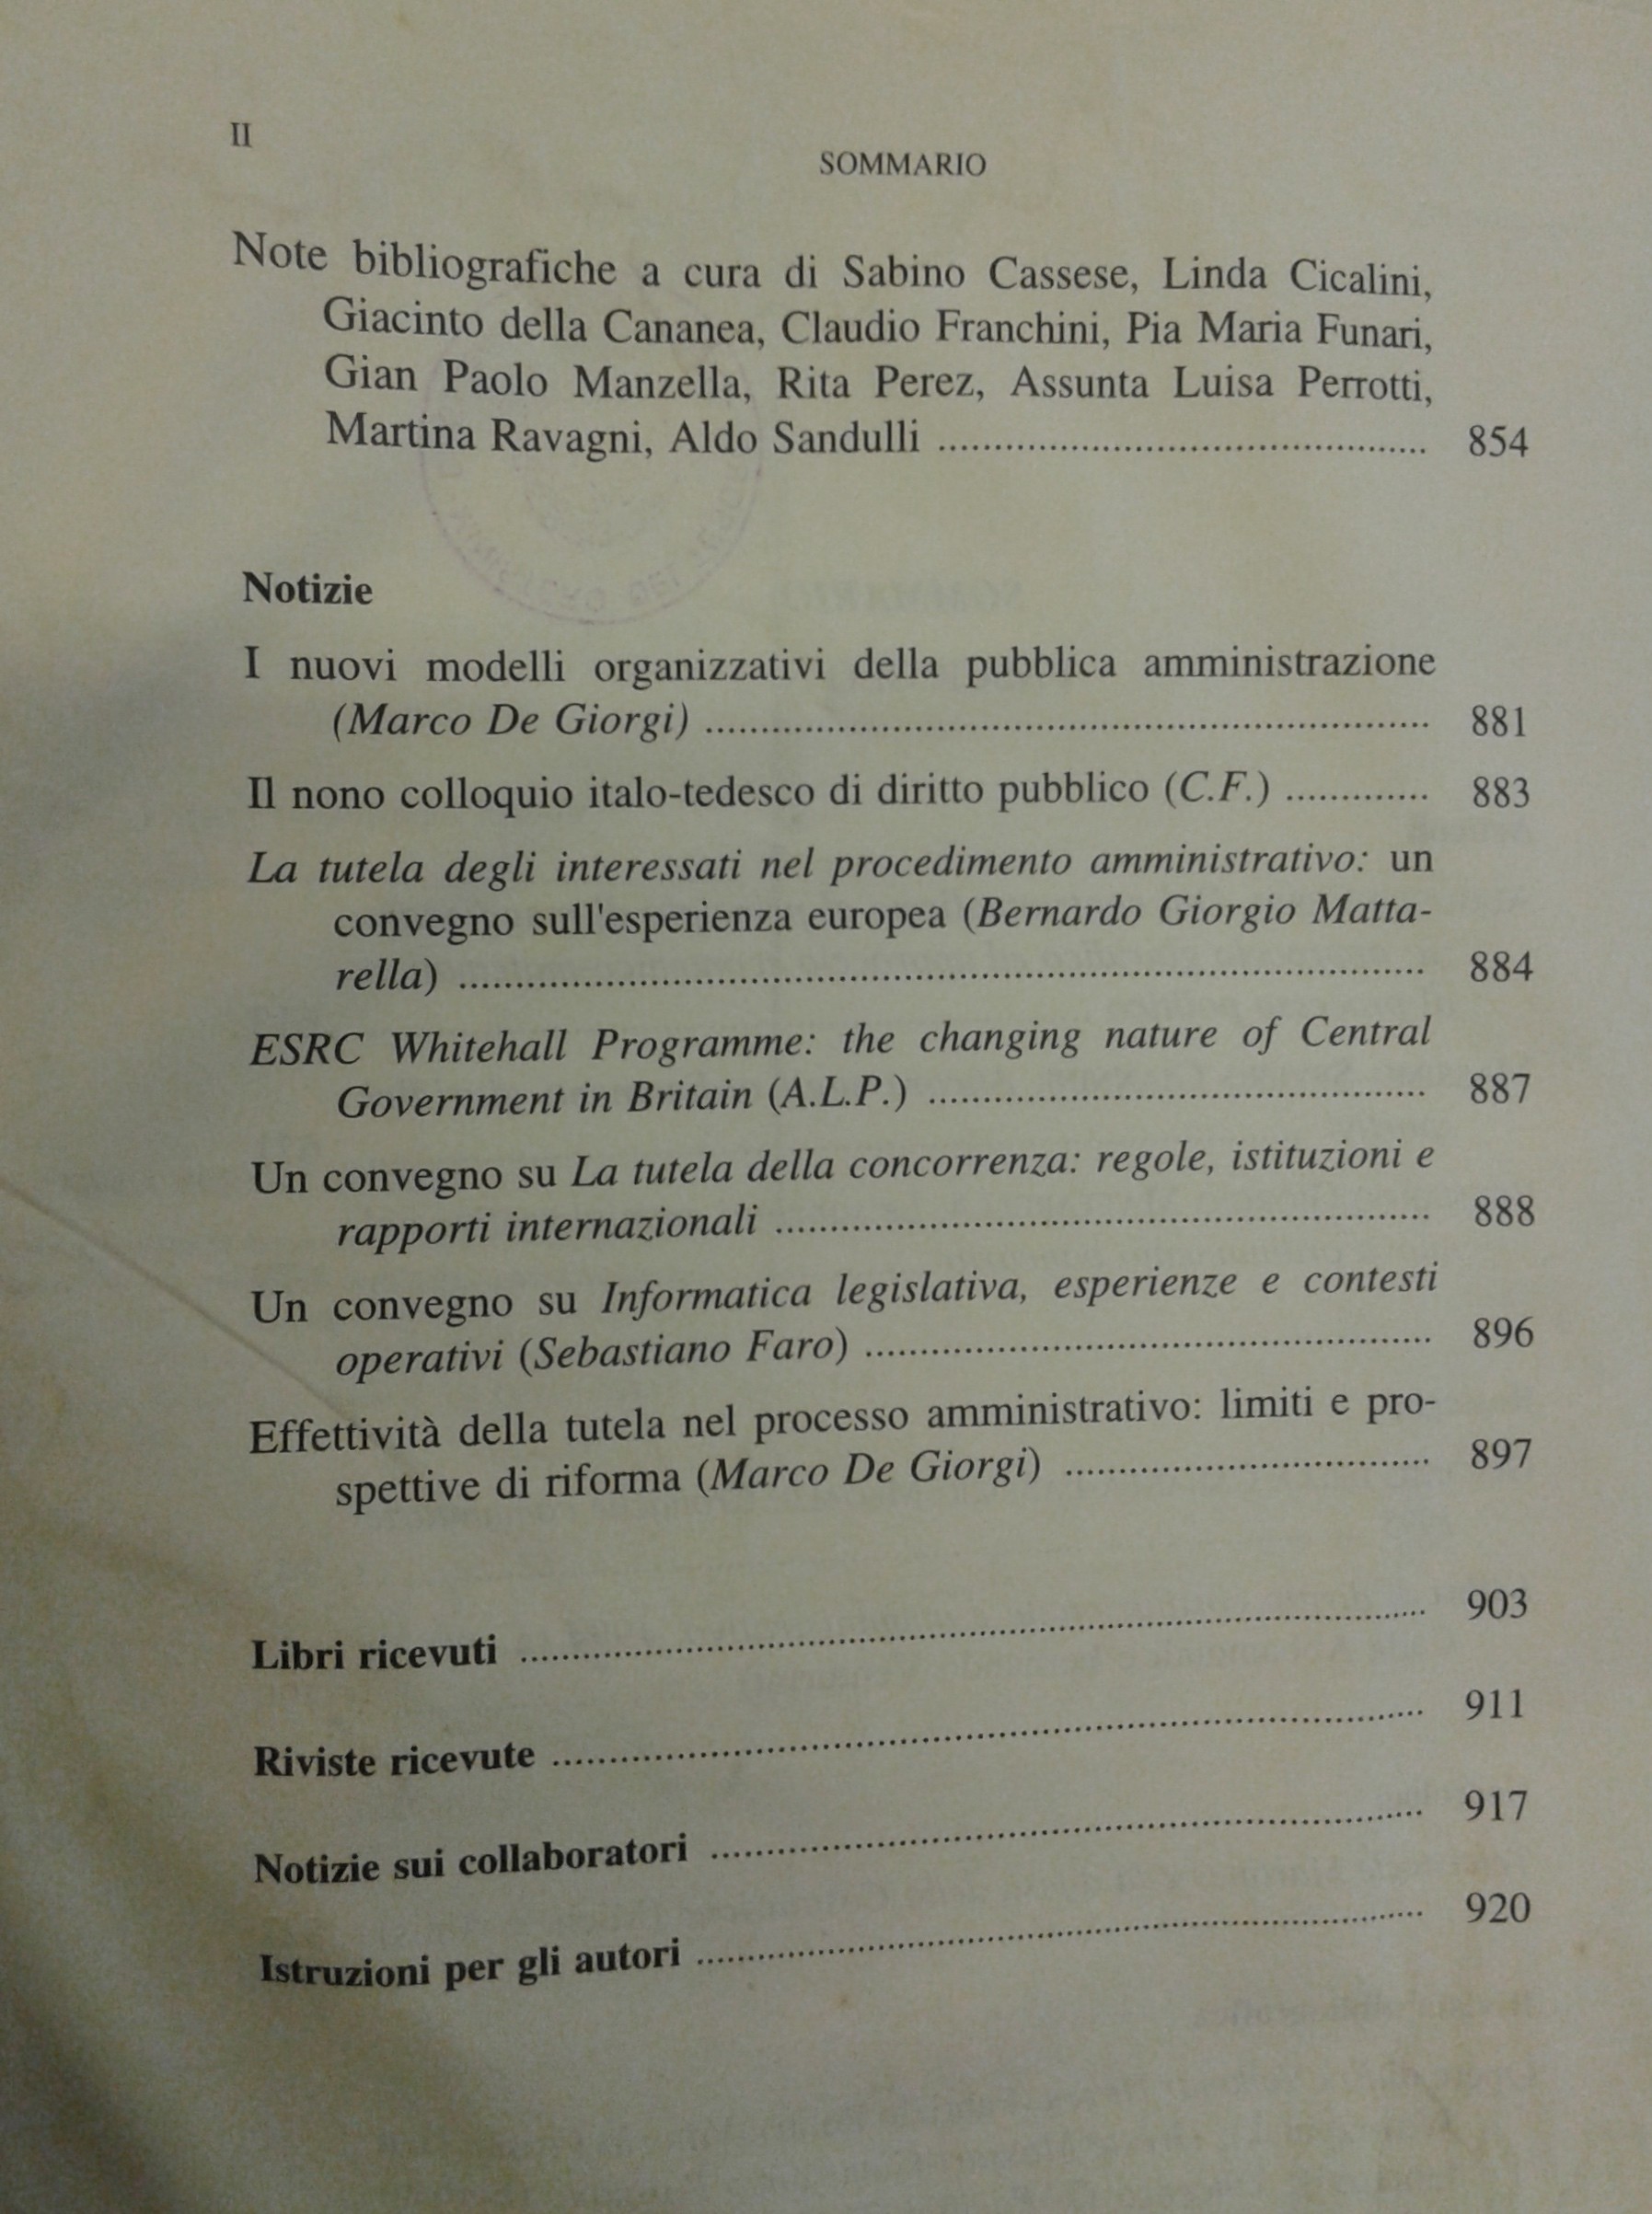 II
SOMMARIO
Note bibliografiche a cura di Sabino Cassese, Linda Cicalini,
Giacinto della Cananea, Claudio Franchini, Pia Maria Funari,
Gian Paolo Manzella, Rita Perez, Assunta Luisa Perrotti,
Martina Ravagni, Aldo Sandulli ........................................... 854
Notizie
I nuovi modelli organizzativi della pubblica amministrazione
(Marco De Giorgi) ................................................................ 881
Il nono colloquio italo-tedesco di diritto pubblico (C.F.) ............. 883
La tutela degli interessati nel procedimento amministrativo: un
convegno sull'esperienza europea (Bernardo Giorgio Matta-
rella) ...................................................................................... 884
ESRC Whitehall Programme: the changing nature of Central
Government in Britain (A.L.P.) ............................................ 887
Un convegno su La tutela della concorrenza: regole, istituzioni e
rapporti internazionali .......................................................... 888
Un convegno su Informatica legislativa, esperienze e contesti
operativi (Sebastiano Faro) .................................................. 896
Effettività della tutela nel processo amministrativo: limiti e pro-
spettive di riforma (Marco De Giorgi) ................................ 897
Libri ricevuti ................................................................................ 903
Riviste ricevute ............................................................................. 911
Notizie sui collaboratori ............................................................... 917
Istruzioni per gli autori ................................................................ 920